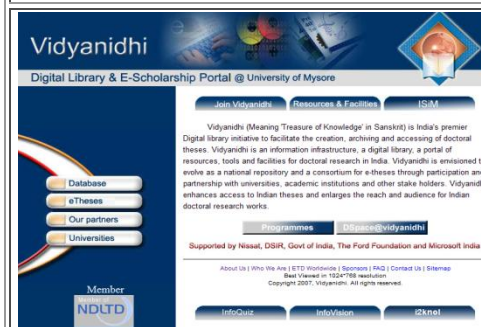 Vidyanidhi
Digital Library & E-Scholarship Portal @ University of Mysore
Join Vidyanidhi
Resources & Facilities
ISiM
Vidyanidhi (Meaning 'Treasure of Knowledge' in Sanskrit) is India's premier
Digital library initiative to facilitate the creation, archiving and accessing of doctoral
theses. Vidyanidhi is an information infrastructure, a digital library, a portal of
resources, tools and facilities for doctoral research in India. Vidyanidhi is envisioned t
evolve as a national repository and a consortium for e-theses through participation an
partnership with universities, academic institutions and other stake holders. Vidyanid
enhances access to Indian theses and enlarges the reach and audience for Indian
doctoral research works.
Database
eTheses
Our partners
Universities
Programmes
DSpace@vidyanidhi
Supported by Nissat, DSIR, Govt of India, The Ford Foundation and Microsoft India
About Us | Who We Are | ETD Worldwide | Sponsors | FAQ | Contact Us | Sitemap
Best Viewed in 1024*768 resolution
Copyright 2007, Vidyanidhi. All rights reserved.
Member
Member of
NDLTD
InfoQuiz
InfoVision
i2knol